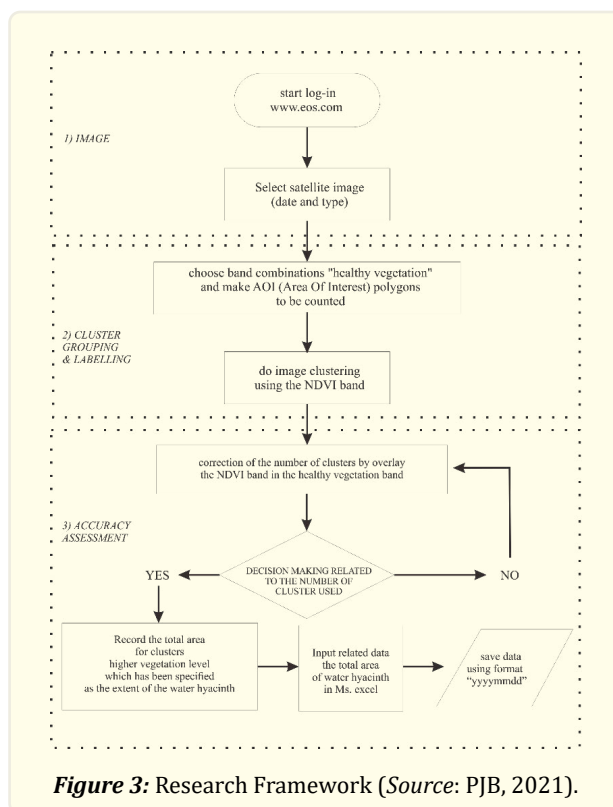 start log-in
www.eos.com
1) IMAGE
Select satellite image
(date and type)
choose band combinations "healthy vegetation"
and make AOI (Area Of Interest) polygons
to be counted
2) CLUSTER
GROUPING
& LABELLING
do image clustering
using the NDVI band
correction of the number of clusters by overlay
the NDVI band in the healthy vegetation band
3) ACCURACY
ASSESSMENT
DECISION MAKING RELATED
TO THE NUMBER OF
CLUSTER USED
YES
NO
Record the total area
for clusters
higher vegetation level
which has been specified
as the extent of the water hyacinth
Input related data
the total area
of water hyacinth
in Ms. excel
save data
using format
“yyyymmdd”
Figure 3: Research Framework (Source: PJB, 2021).